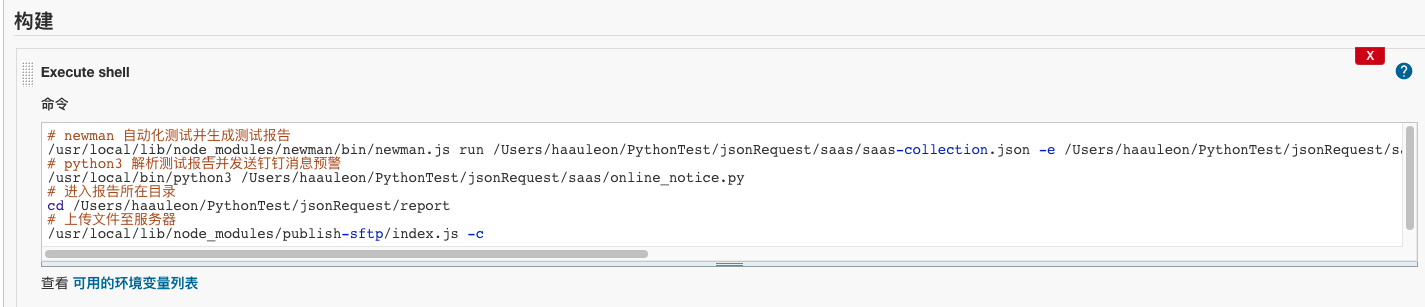 构建
X
Execute shell
?
命令
# newman 自动化测试并生成测试报告
/usr/local/lib/node_modules/newman/bin/newman.js run /Users/haauleon/PythonTest/jsonRequest/saas/saas-collection.json -e /Users/haauleon/PythonTest/jsonRequest/sa
# python3 解析测试报告并发送钉钉消息预警
/usr/local/bin/python3 /Users/haauleon/PythonTest/jsonRequest/saas/online_notice.py
# 进入报告所在目录
cd /Users/haauleon/PythonTest/jsonRequest/report
# 上传文件至服务器
/usr/local/lib/node_modules/publish-sftp/index.js -c
查看 可用的环境变量列表